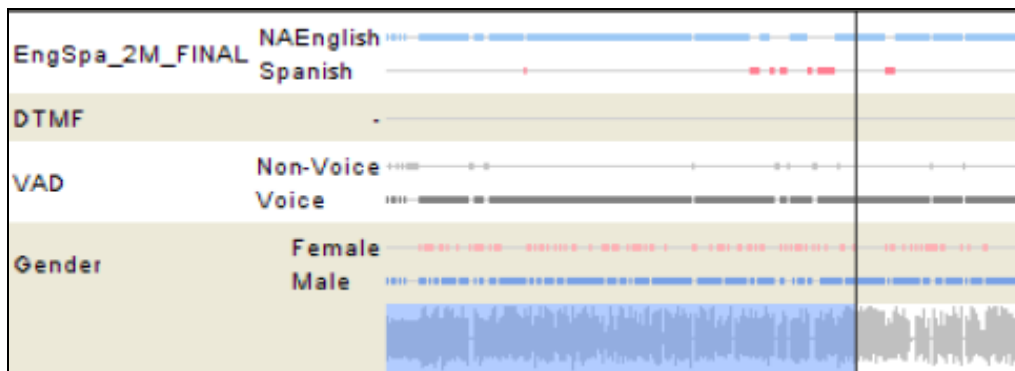 EngSpa_2M_FINAL
NAEnglish
Spanish
DTMF
-
VAD
Non-Voice
Voice
Gender
Female
Male